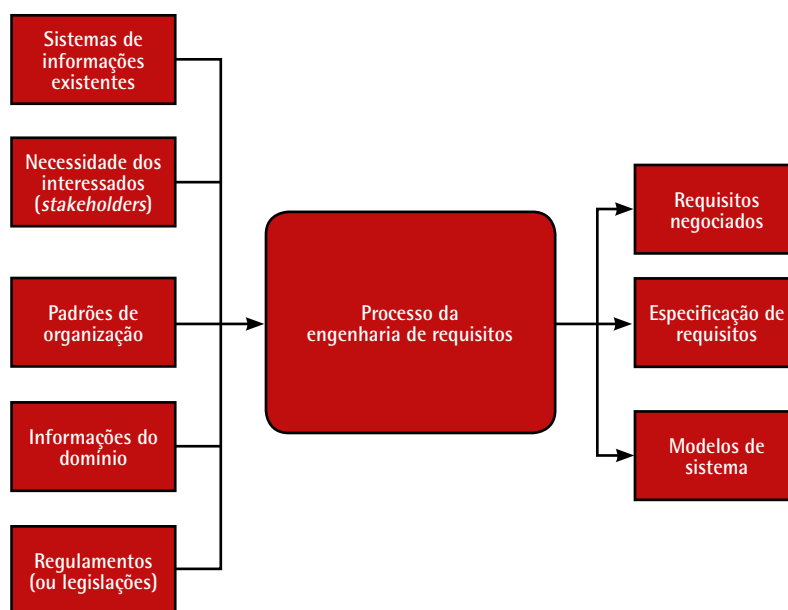 Sistemas de
informações
existentes
Necessidade dos
interessados
(stakeholders)
Padrões de
organização
Informações do
domínio
Regulamentos
(ou legislações)
Processo da
engenharia de requisitos
Requisitos
negociados
Especificação de
requisitos
Modelos de
sistema